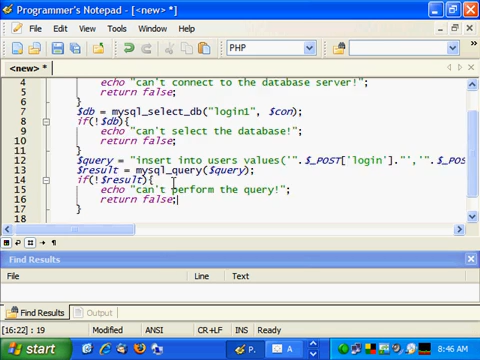 Programmer's Notepad - [<new> *]
File Edit View Tools Window Help
PHP
<new> *
4 echo "can't connect to the database server!";
5 return false;
6 }
7 $db = mysql_select_db("login1", $con);
8 if(!$db){
9 echo "can't select the database!";
10 return false;
11 }
12 $query = "insert into users values('".$_POST['login']."','".$_POS
13 $result = mysql_query($query);
14 if(!$result){
15 echo "can't perform the query!";
16 return false;
17 }
Find Results
File Line Text
Find Results Output
[16:22] : 19 Modified ANSI CR+LF INS Ready
start P. A 8:46 AM